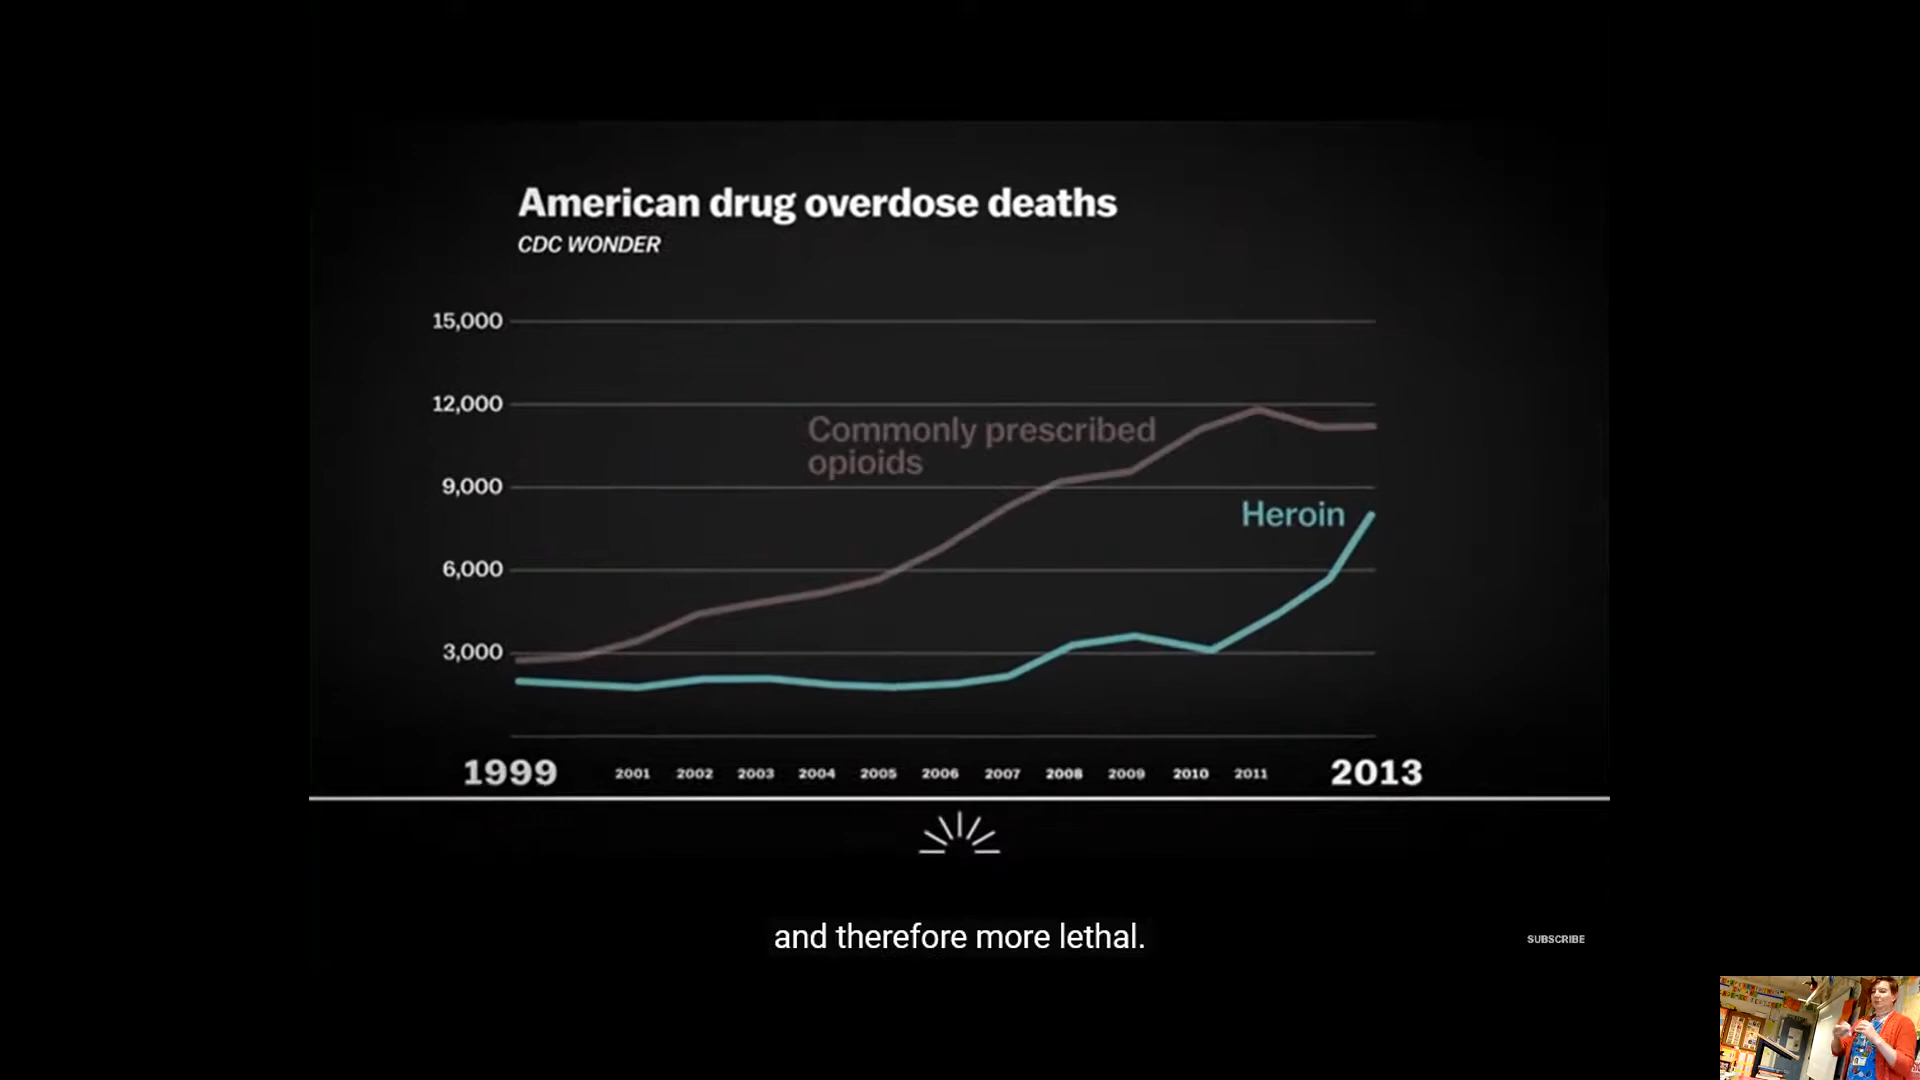 American drug overdose deaths
CDC WONDER
15,000
12,000
Commonly prescribed
opioids
9,000
Heroin
6,000
3,000
1999 2001 2002 2003 2004 2005 2006 2007 2008 2009 2010 2011 2013
and therefore more lethal.
SUBSCRIBE